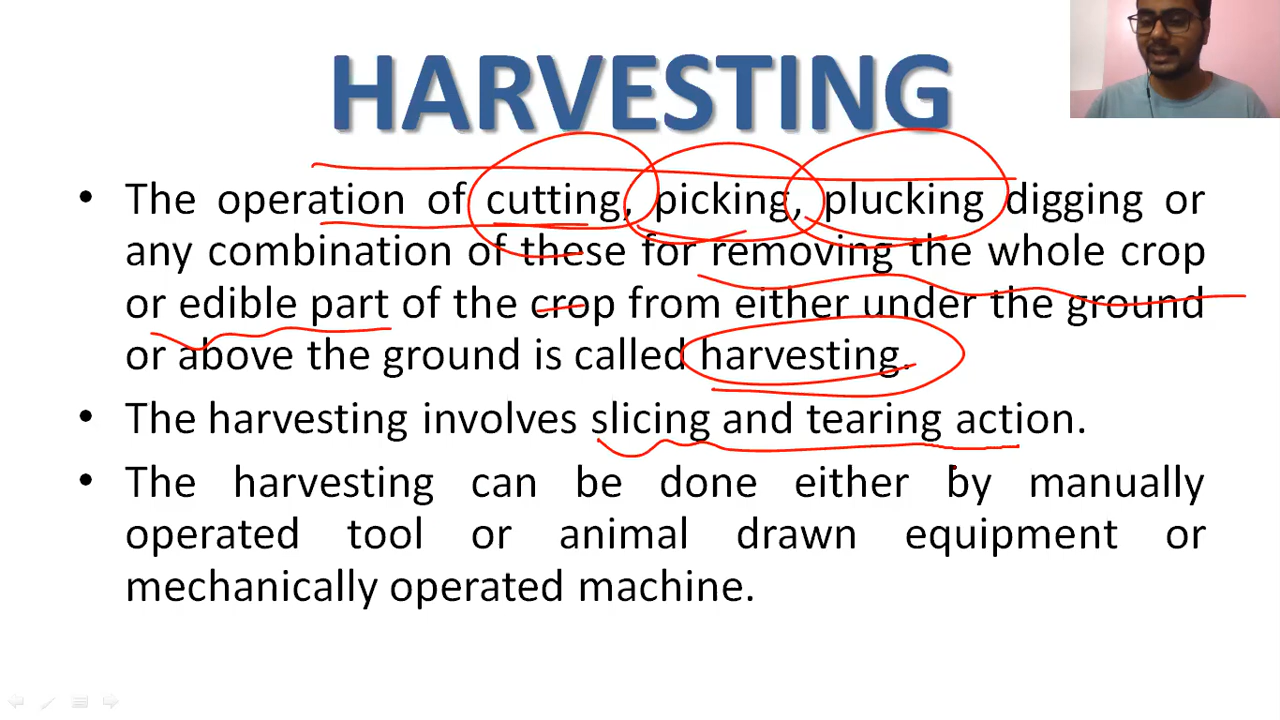 HARVESTING
• The operation of cutting, picking, plucking digging or
any combination of these for removing the whole crop
or edible part of the crop from either under the ground
or above the ground is called harvesting.
• The harvesting involves slicing and tearing action.
• The harvesting can be done either by manually
operated tool or animal drawn equipment or
mechanically operated machine.